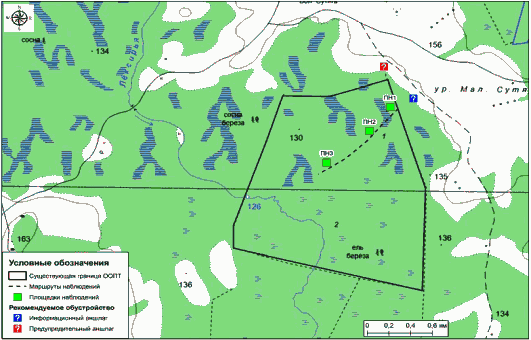 сосна
134
156
ур. Мал. Сутя
ПН1
сосна
береза
ПН2
130
1
ПН3
135
126
2
163
ель
береза
136
136
134
Условные обозначения
Существующая граница ООПТ
Маршруты наблюдений
Площадки наблюдений
Рекомендуемое обустройство
? Информационный аншлаг
? Предупредительный аншлаг
0 0,2 0,4 0,6 км